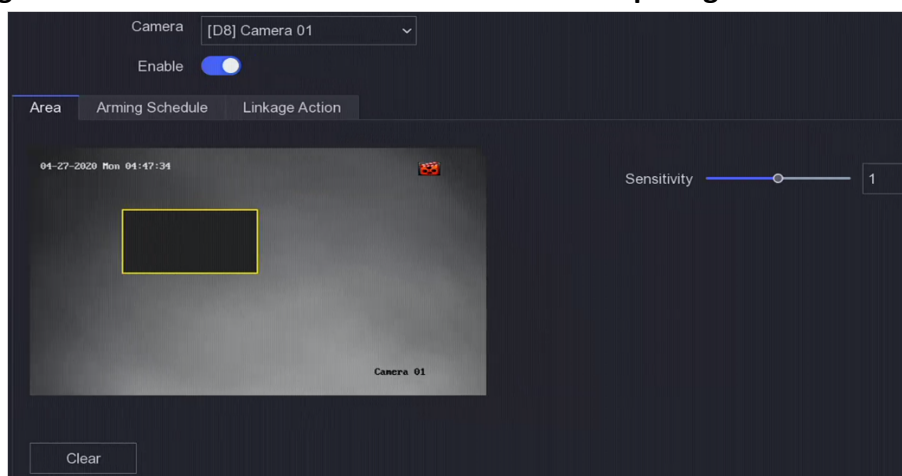 Camera [D8] Camera 01
Enable
Area Arming Schedule Linkage Action
04-27-2020 Mon 04:47:34
Sensitivity 1
Camera 01
Clear